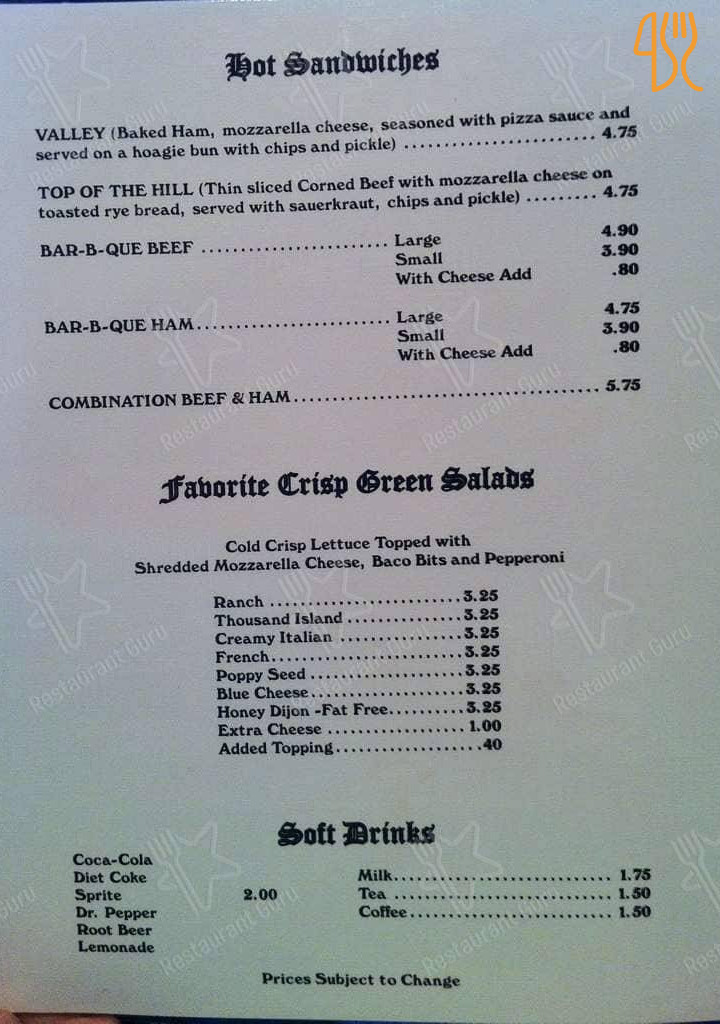 Hot Sandwiches
VALLEY (Baked Ham, mozzarella cheese, seasoned with pizza sauce and
served on a hoagie bun with chips and pickle) ........................ 4.75
TOP OF THE HILL (Thin sliced Corned Beef with mozzarella cheese on
toasted rye bread, served with sauerkraut, chips and pickle) ......... 4.75
BAR-B-QUE BEEF ........................ Large 4.90
Small 3.90
With Cheese Add .80
BAR-B-QUE HAM......................... Large 4.75
Small 3.90
With Cheese Add .80
COMBINATION BEEF & HAM....................................... 5.75
Favorite Crisp Green Salads
Cold Crisp Lettuce Topped with
Shredded Mozzarella Cheese, Baco Bits and Pepperoni
Ranch .........................3.25
Thousand Island ...............3.25
Creamy Italian ................3.25
French.........................3.25
Poppy Seed ....................3.25
Blue Cheese....................3.25
Honey Dijon -Fat Free..........3.25
Extra Cheese .................. 1.00
Added Topping...................40
Soft Drinks
Coca-Cola
Diet Coke
Sprite 2.00
Dr. Pepper
Root Beer
Lemonade
Milk............................. 1.75
Tea ............................. 1.50
Coffee........................... 1.50
Prices Subject to Change
Restaurant Guru